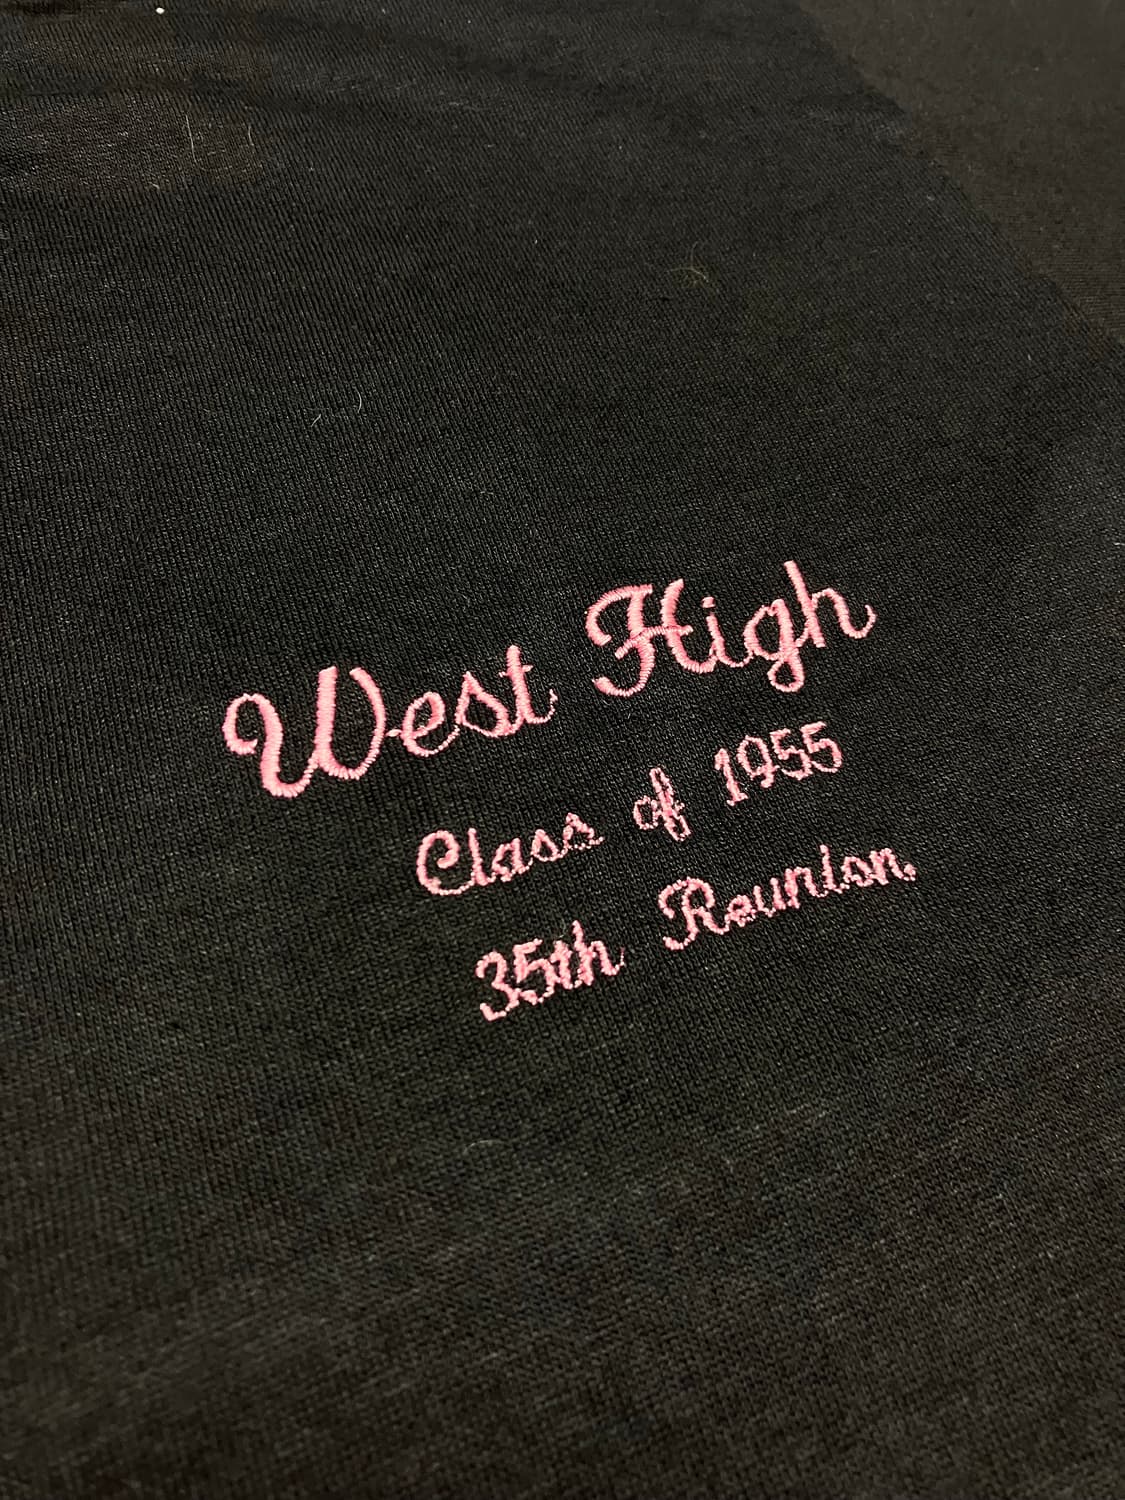 West High
Class of 1955
35th Reunion